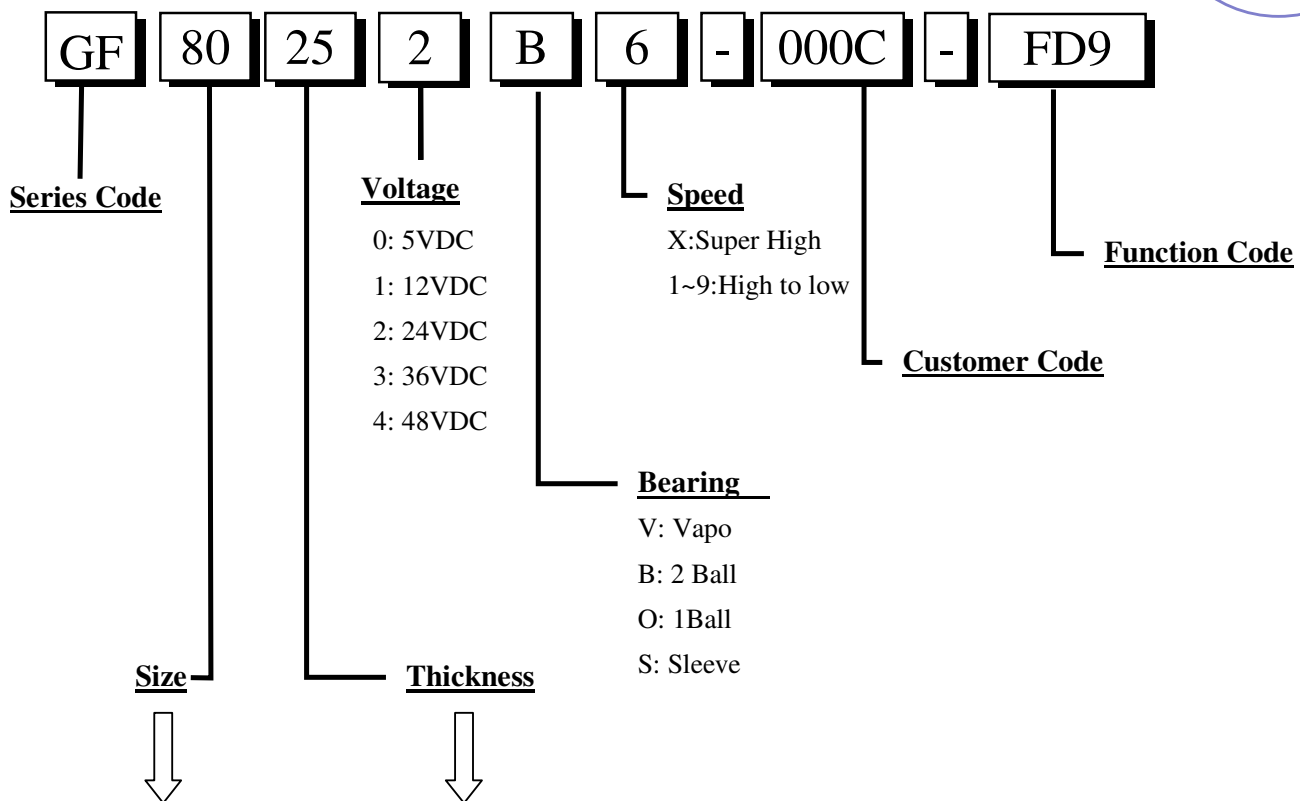 GF 80 25 2 B 6 - 000C - FD9
Series Code
Voltage
0: 5VDC
1: 12VDC
2: 24VDC
3: 36VDC
4: 48VDC
Speed
X:Super High
1~9:High to low
Function Code
Customer Code
Bearing
V: Vapo
B: 2 Ball
O: 1Ball
S: Sleeve
Size
Thickness